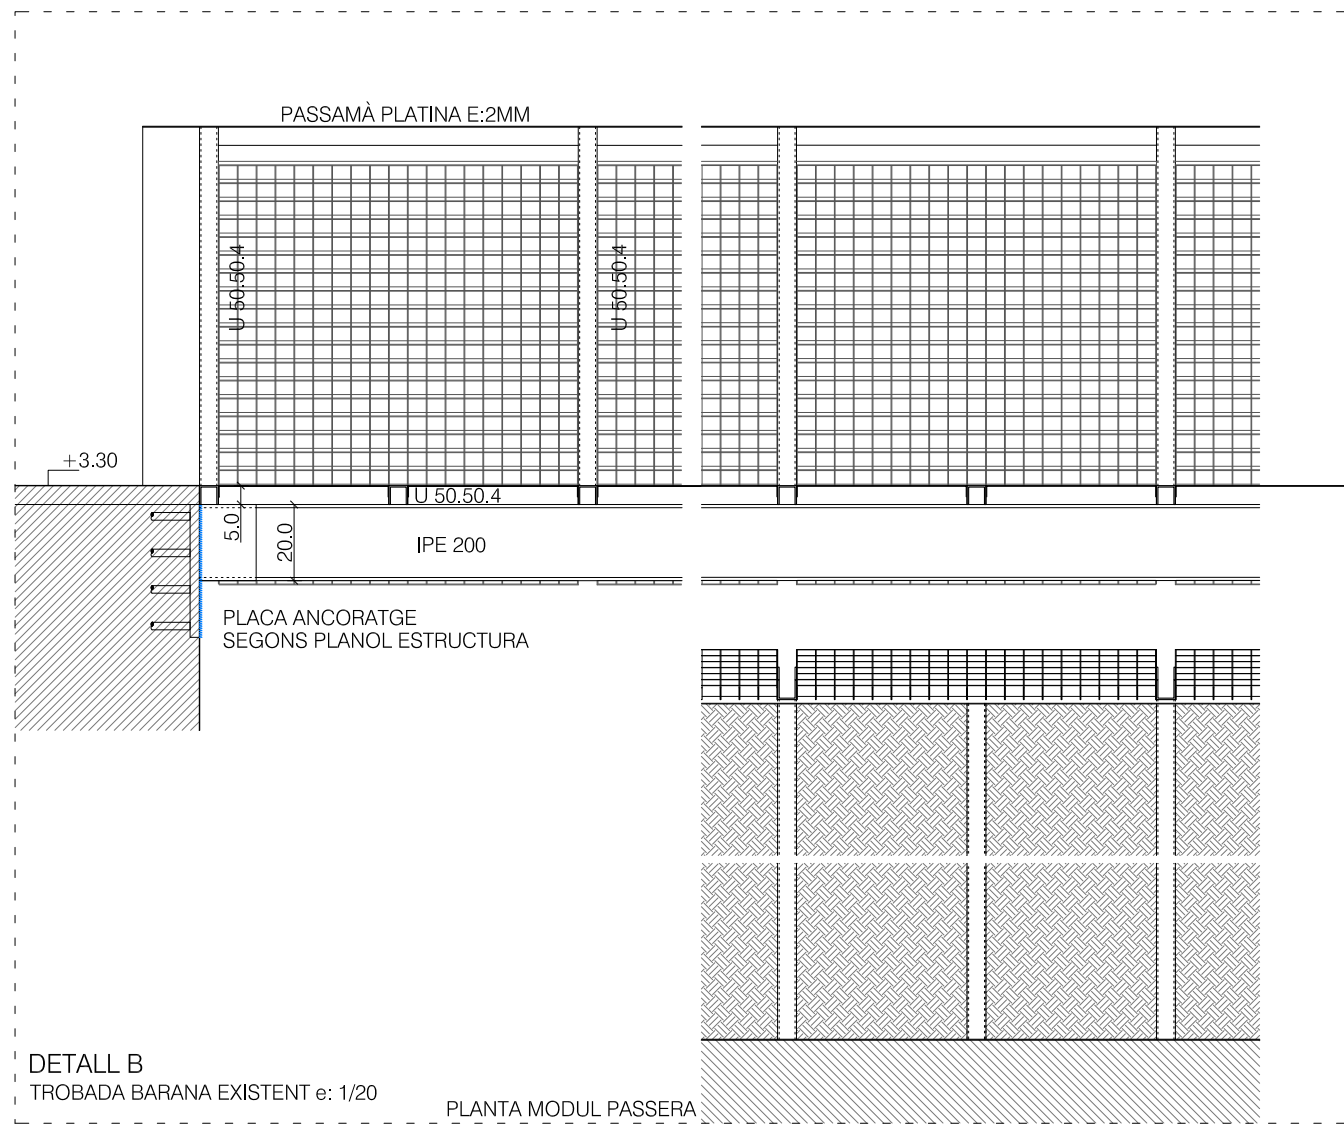 PASSAMÀ PLATINA E:2MM
U 50.50.4
U 50.50.4
+3.30
U 50.50.4
5.0
20.0
IPE 200
PLACA ANCORATGE
SEGONS PLANOL ESTRUCTURA
DETALL B
TROBADA BARANA EXISTENT e: 1/20
PLANTA MODUL PASSERA